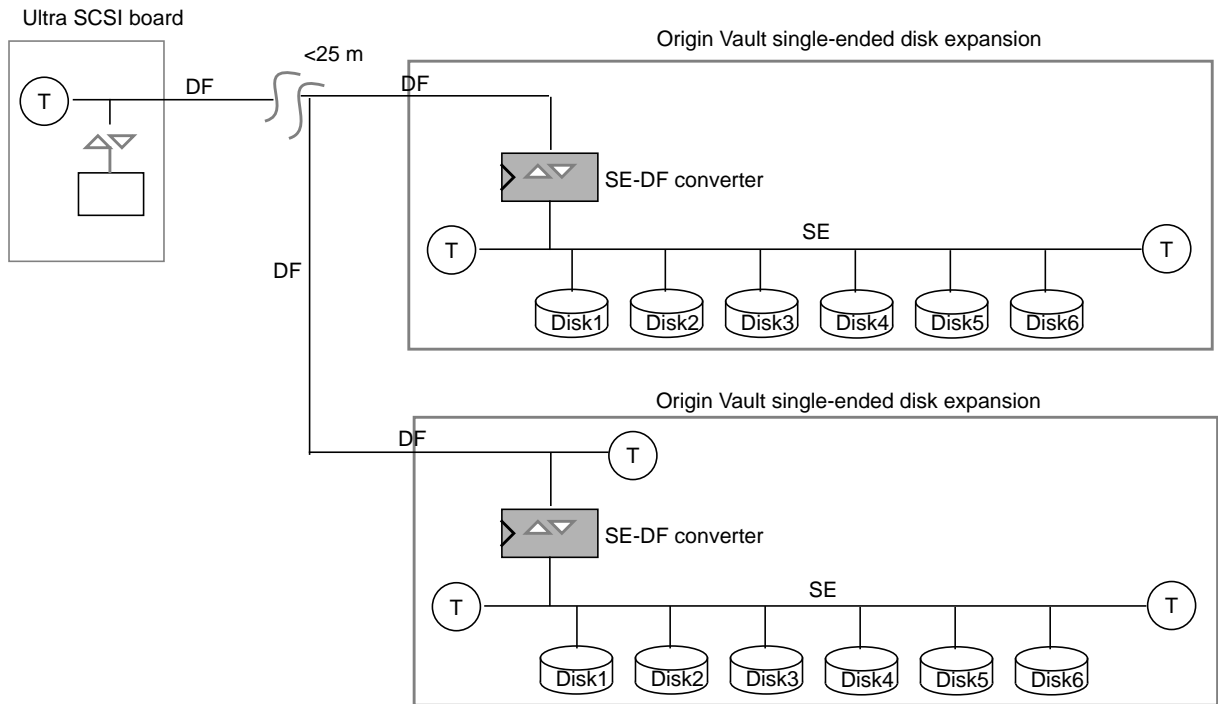 Ultra SCSI board
<25 m
Origin Vault single-ended disk expansion
T
DF
DF
SE-DF converter
T
SE
T
Disk1 Disk2 Disk3 Disk4 Disk5 Disk6
DF
Origin Vault single-ended disk expansion
DF
T
SE-DF converter
T
SE
T
Disk1 Disk2 Disk3 Disk4 Disk5 Disk6